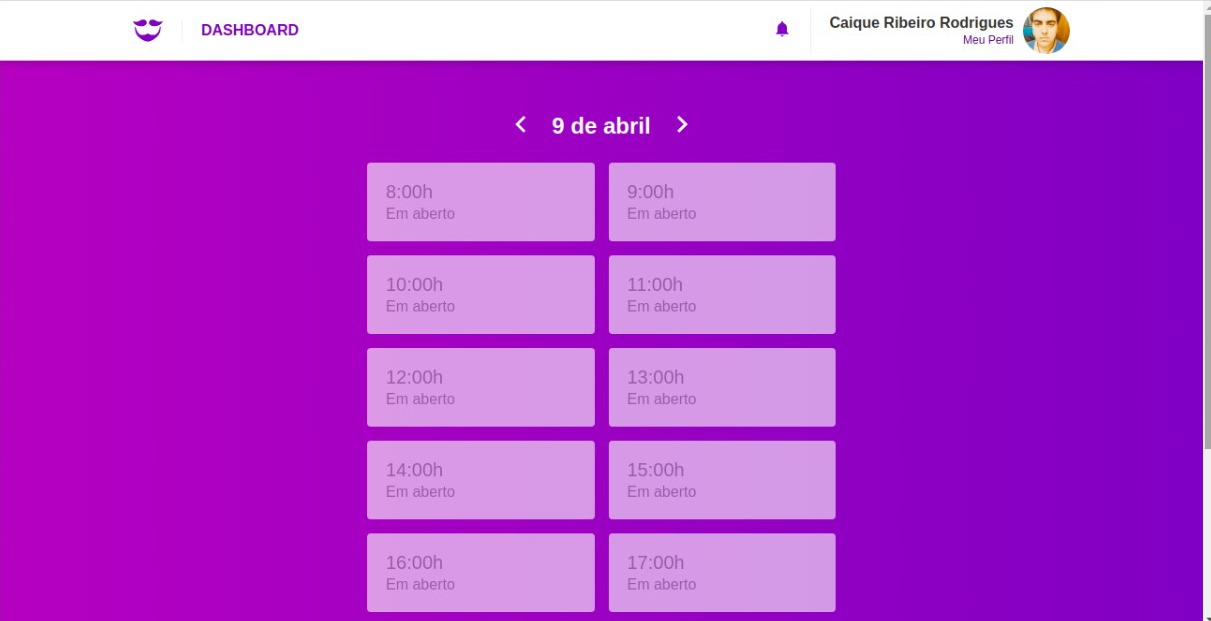 DASHBOARD
Caique Ribeiro Rodrigues
Meu Perfil
9 de abril
8:00h
Em aberto
9:00h
Em aberto
10:00h
Em aberto
11:00h
Em aberto
12:00h
Em aberto
13:00h
Em aberto
14:00h
Em aberto
15:00h
Em aberto
16:00h
Em aberto
17:00h
Em aberto